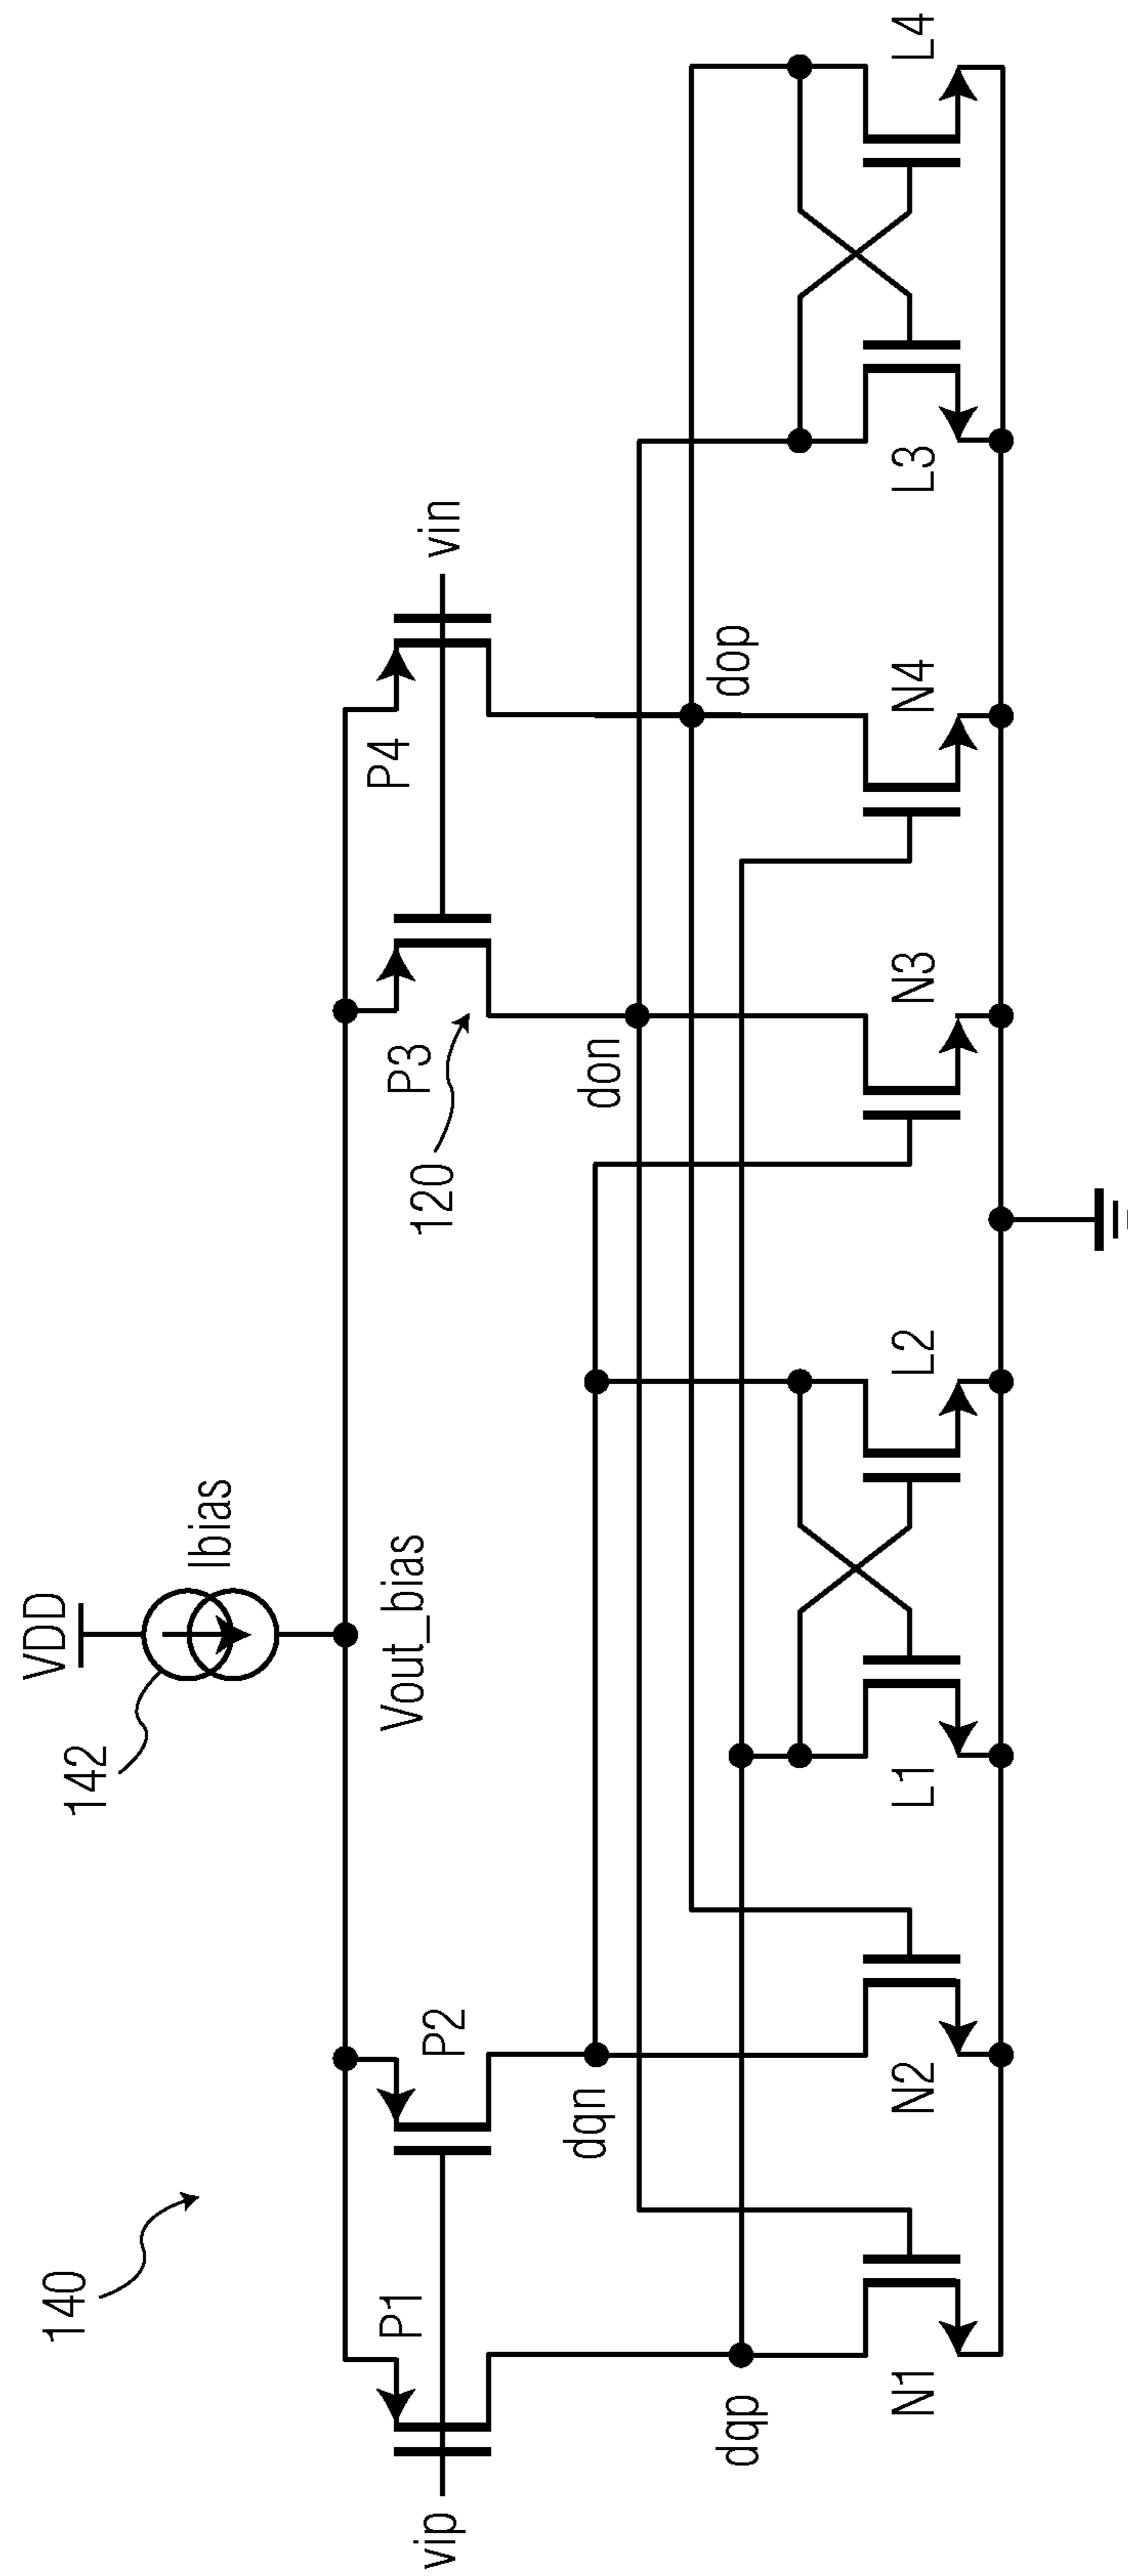 140
VDD
142
Ibias
Vout_bias
vip
P1
P2
P3
P4
vin
120
dqp
dqn
don
dop
N1
N2
L1
L2
N3
N4
L3
L4